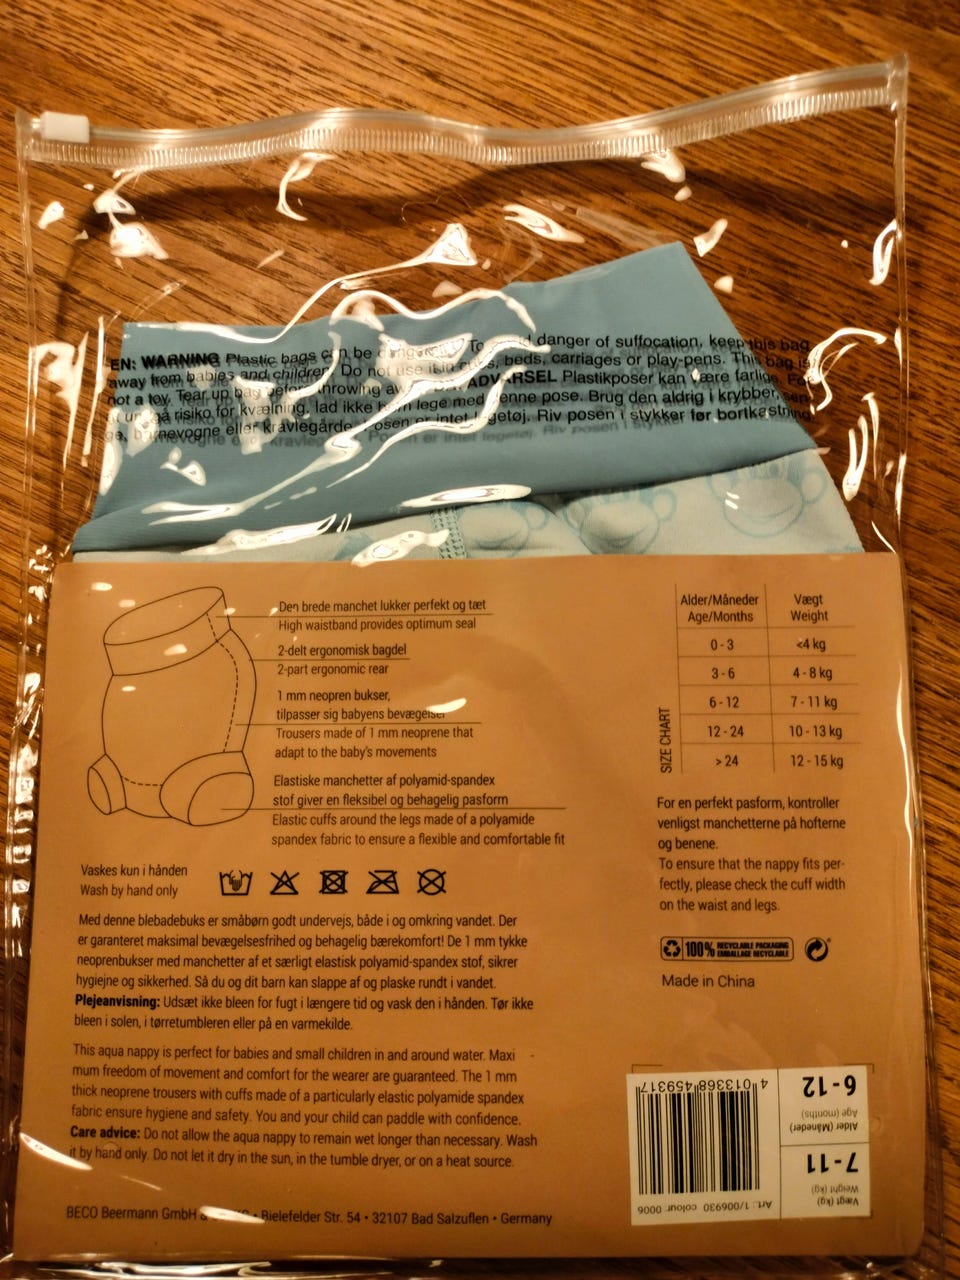 EN: WARNING Plastic bags can be To danger of suffocation, keep this bag
away from babies and children. Do not use it in beds, carriages or play-pens. This bag is
not a toy. Tear up bag before throwing ADVARSEL Plastikposer kan være farlige. For
risiko for kvælning, lad ikke lege med denne pose. Brug den aldrig i krybber, sen-
ge, barnevogne eller kravlegårde. Posen er intet legetøj. Riv posen i stykker før bortkastning
Den brede manchet lukker perfekt og tæt
High waistband provides optimum seal
2-delt ergonomisk bagdel
2-part ergonomic rear
1 mm neopren bukser,
tilpasser sig babyens bevægelser
Trousers made of 1 mm neoprene that
adapt to the baby's movements
Elastiske manchetter af polyamid-spandex
stof giver en fleksibel og behagelig pasform
Elastic cuffs around the legs made of a polyamide
spandex fabric to ensure a flexible and comfortable fit
Vaskes kun i hånden
Wash by hand only
Med denne blebadebuks er småbørn godt undervejs, både i og omkring vandet. Der
er garanteret maksimal bevægelsesfrihed og behagelig bærekomfort! De 1 mm tykke
neoprenbukser med manchetter af et særligt elastisk polyamid-spandex stof, sikrer
hygiejne og sikkerhed. Så du og dit barn kan slappe af og plaske rundt i vandet.
Plejeanvisning: Udsæt ikke bleen for fugt i længere tid og vask den i hånden. Tør ikke
bleen i solen, i tørretumbleren eller på en varmekilde.
This aqua nappy is perfect for babies and small children in and around water. Maxi -
mum freedom of movement and comfort for the wearer are guaranteed. The 1 mm
thick neoprene trousers with cuffs made of a particularly elastic polyamide spandex
fabric ensure hygiene and safety. You and your child can paddle with confidence.
Care advice: Do not allow the aqua nappy to remain wet longer than necessary. Wash
it by hand only. Do not let it dry in the sun, in the tumble dryer, or on a heat source.
BECO Beermann GmbH & • Bielefelder Str. 54 • 32107 Bad Salzuflen • Germany
SIZE CHART
Alder/Måneder Vægt
Age/Months Weight
0 - 3 <4 kg
3 - 6 4 - 8 kg
6 - 12 7 - 11 kg
12 - 24 10 - 13 kg
> 24 12 - 15 kg
For en perfekt pasform, kontroller
venligst manchetterne på hofterne
og benene.
To ensure that the nappy fits per-
fectly, please check the cuff width
on the waist and legs.
100% RECYCLABLE PACKAGING
EMBALLAGE RECYCLABLE
Made in China
Art.: 1/006930 colour 0006
4 013368 459317
Vægt (kg)
Weight (kg)
7 - 11
Alder (Måneder)
Age (months)
6 - 12